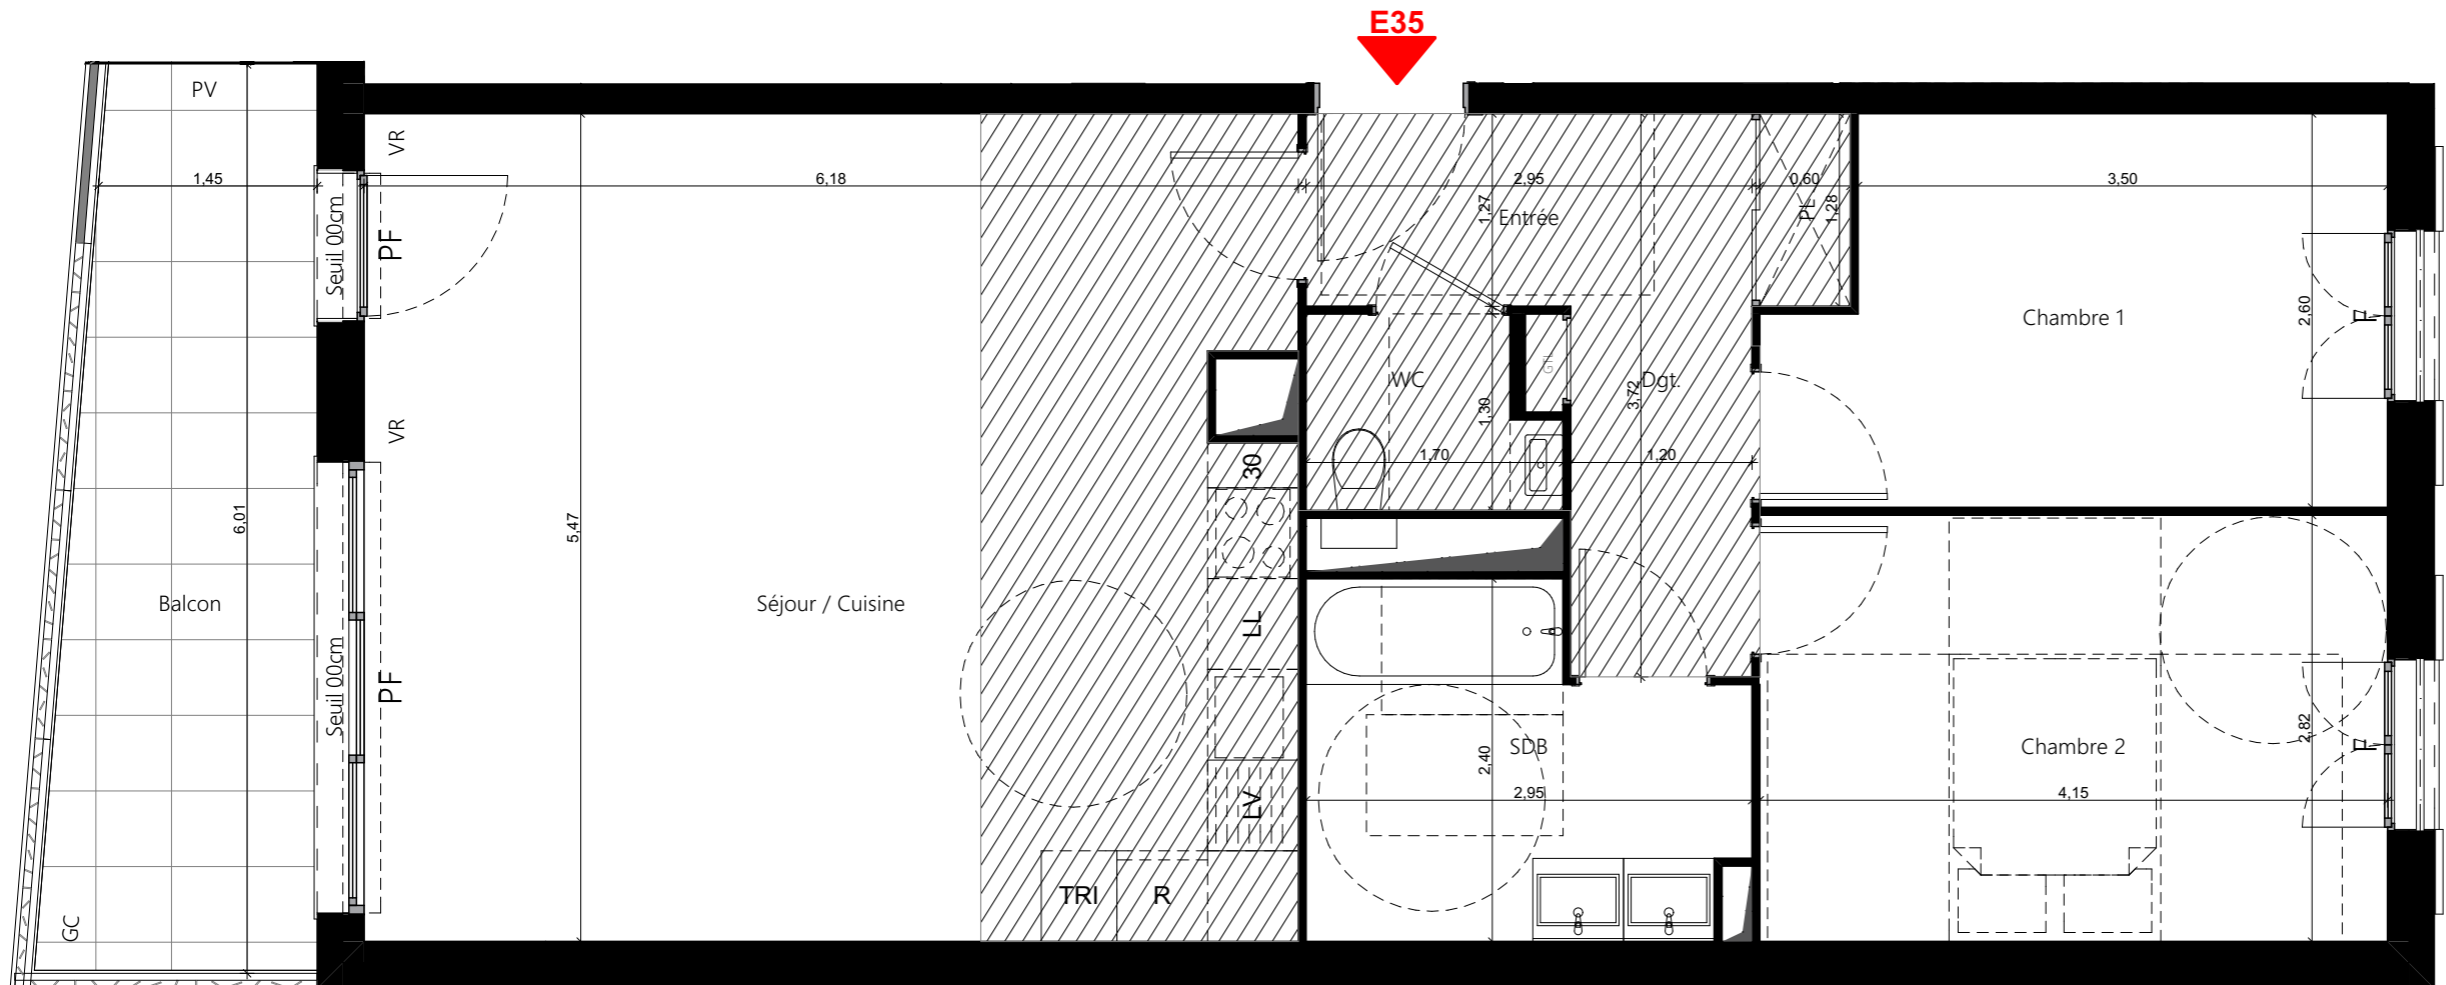 E35
PV
VR
1,45
6,18
2,95
0,60
3,50
1,27
Entrée
PL
1,28
Seuil 00cm
PF
2,60
Chambre 1
F
GTL
WC
Dgt.
3,72
1,30
VR
30
1,70
1,20
6,01
5,47
Balcon
Séjour / Cuisine
LL
Seuil 00cm
PF
SDB
2,40
2,82
Chambre 2
F
LV
2,95
4,15
TRI
R
GC